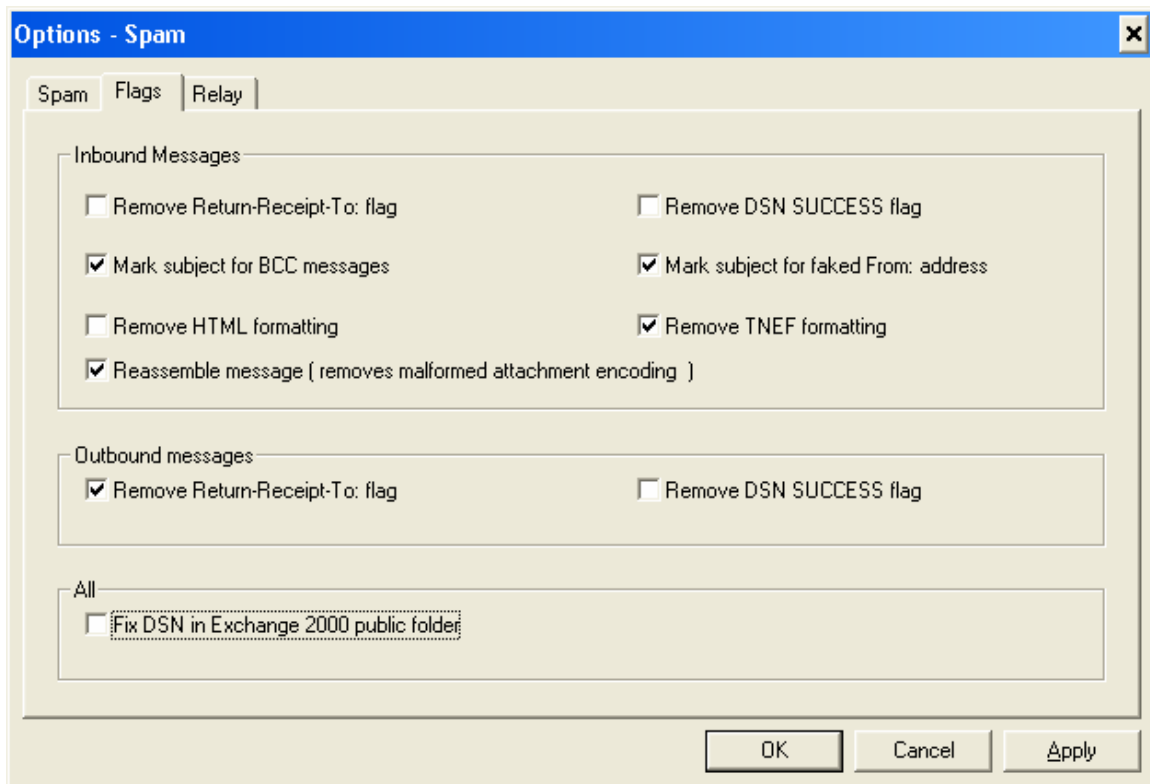 Options - Spam
Spam Flags Relay
Inbound Messages
Remove Return-Receipt-To: flag Remove DSN SUCCESS flag
Mark subject for BCC messages Mark subject for faked From: address
Remove HTML formatting Remove TNEF formatting
Reassemble message ( removes malformed attachment encoding )
Outbound messages
Remove Return-Receipt-To: flag Remove DSN SUCCESS flag
All
Fix DSN in Exchange 2000 public folder
OK Cancel Apply